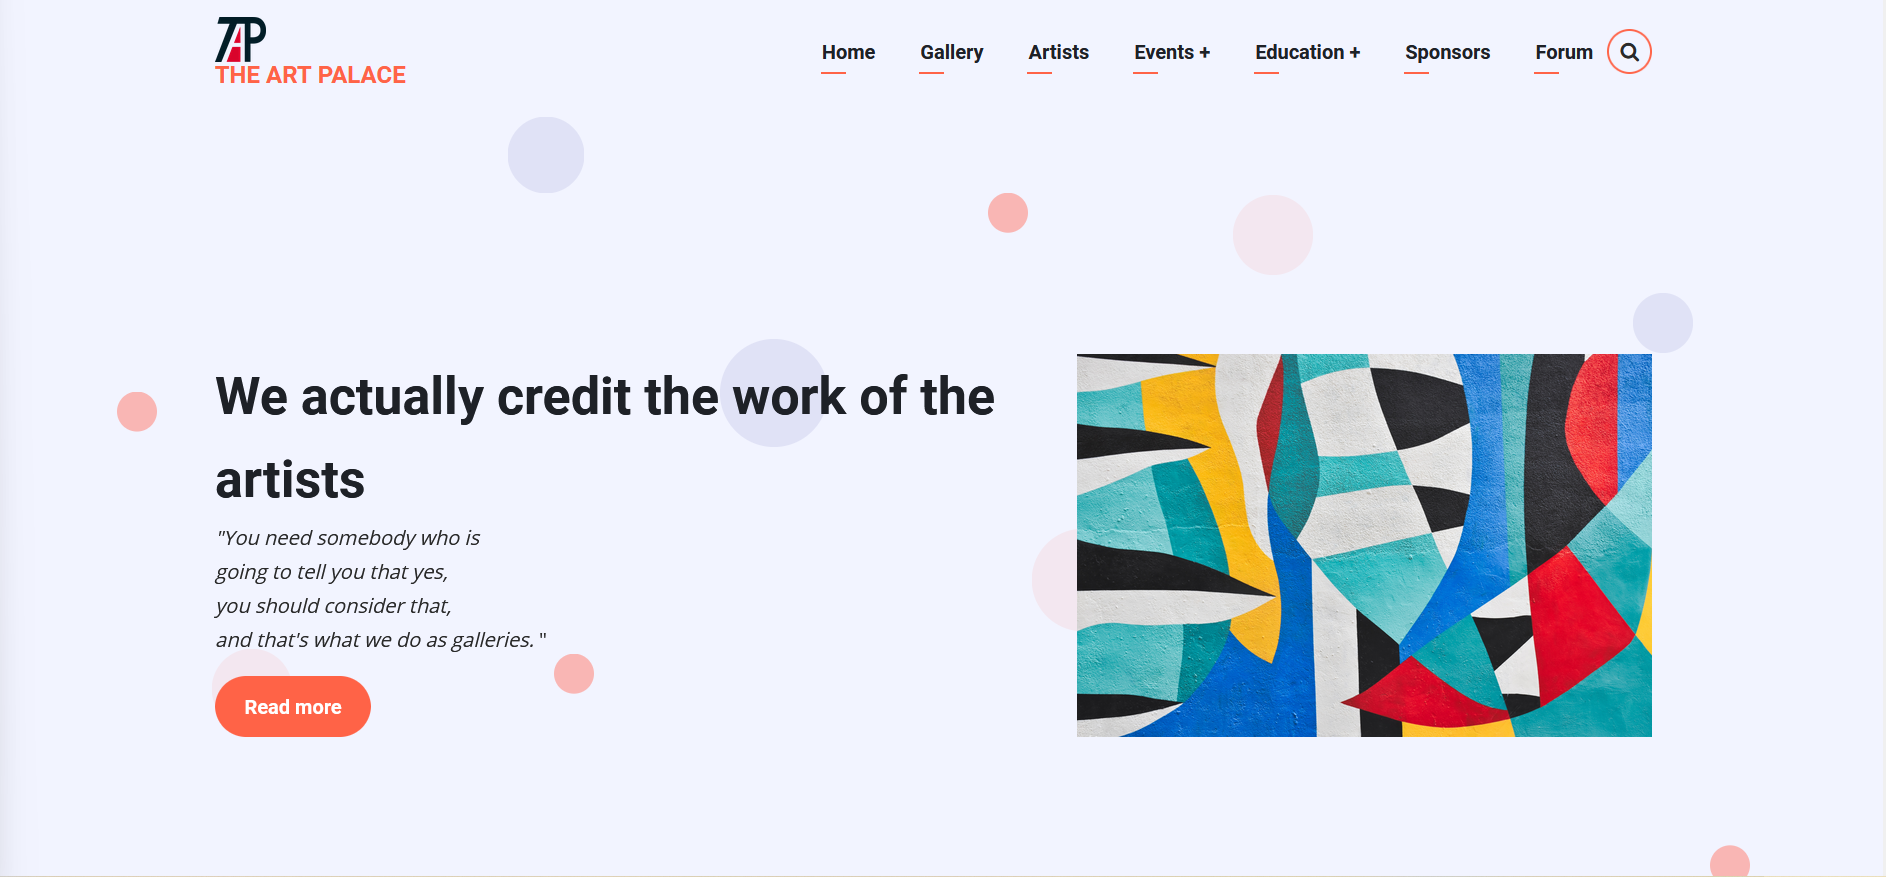 TAP
THE ART PALACE
Home Gallery Artists Events + Education + Sponsors Forum
We actually credit the work of the
artists
"You need somebody who is
going to tell you that yes,
you should consider that,
and that's what we do as galleries. "
Read more